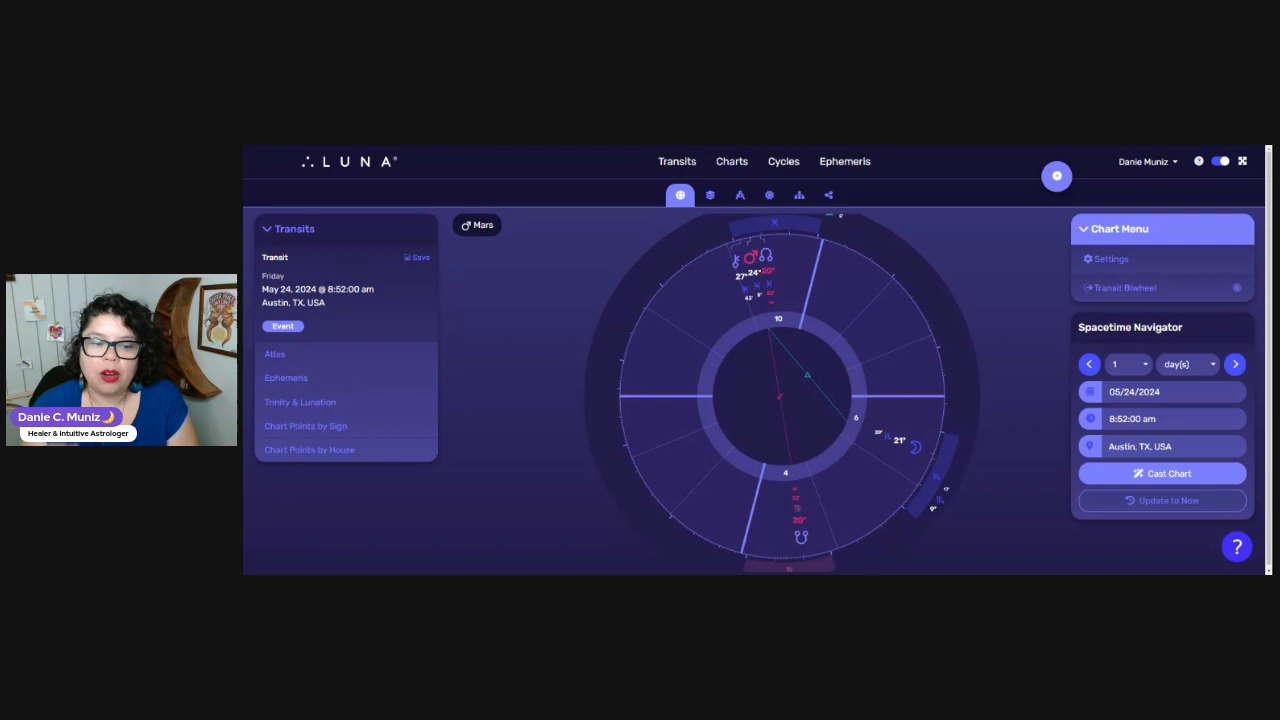 LUNA
Transits Charts Cycles Ephemeris
Danie Muniz
Transits
Transit
Save
Friday
May 24, 2024 @ 8:52:00 am
Austin, TX, USA
Event
Atlas
Ephemeris
Trinity & Lunation
Chart Points by Sign
Chart Points by House
Mars
27° 24° 20°
10
6
21°
9°
4
20°
Chart Menu
Settings
Transit Biwheel
Spacetime Navigator
1
day(s)
05/24/2024
8:52:00 am
Austin, TX, USA
Cast Chart
Update to Now
?
Danie C. Muniz
Healer & Intuitive Astrologer